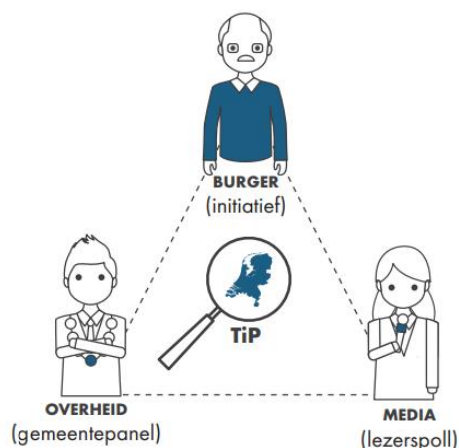 BURGER
(initiatief)
TiP
OVERHEID
(gemeentepanel)
MEDIA
(lezerspoll)